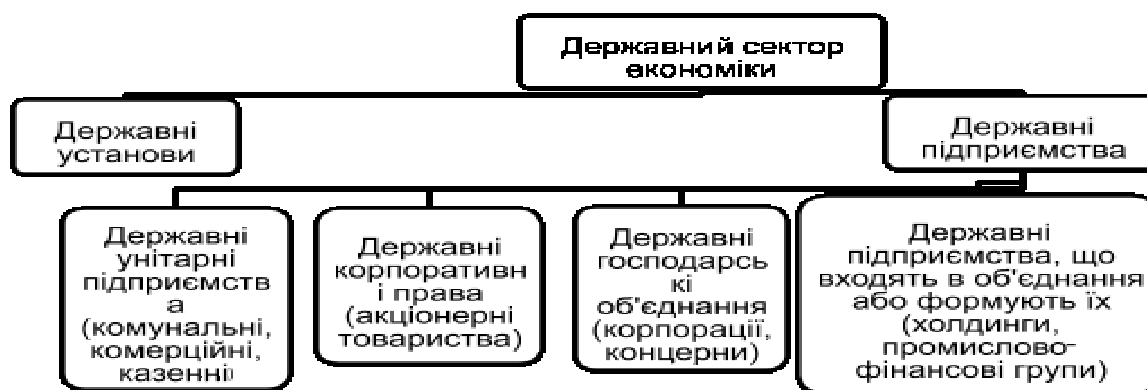 Державний сектор
економіки
Державні
установи
Державні
підприємства
Державні
унітарні
підприємств
а
(комунальні,
комерційні,
казенні)
Державні
корпоративн
і права
(акціонерні
товариства)
Державні
господарсь
кі
об'єднання
(корпорації,
концерни)
Державні
підприємства, що
входять в об'єднання
або формують їх
(холдинги,
промислово-
фінансові групи)